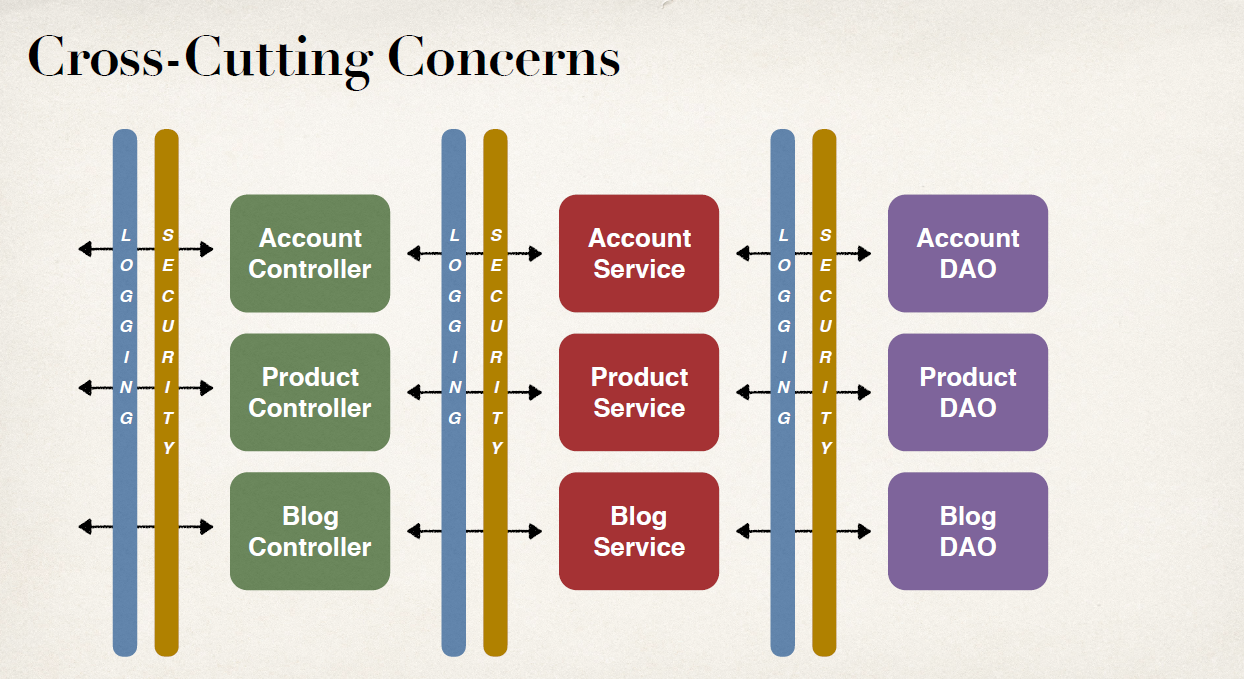 Cross-Cutting Concerns
LOGGING
SECURITY
Account
Controller
Product
Controller
Blog
Controller
LOGGING
SECURITY
Account
Service
Product
Service
Blog
Service
LOGGING
SECURITY
Account
DAO
Product
DAO
Blog
DAO